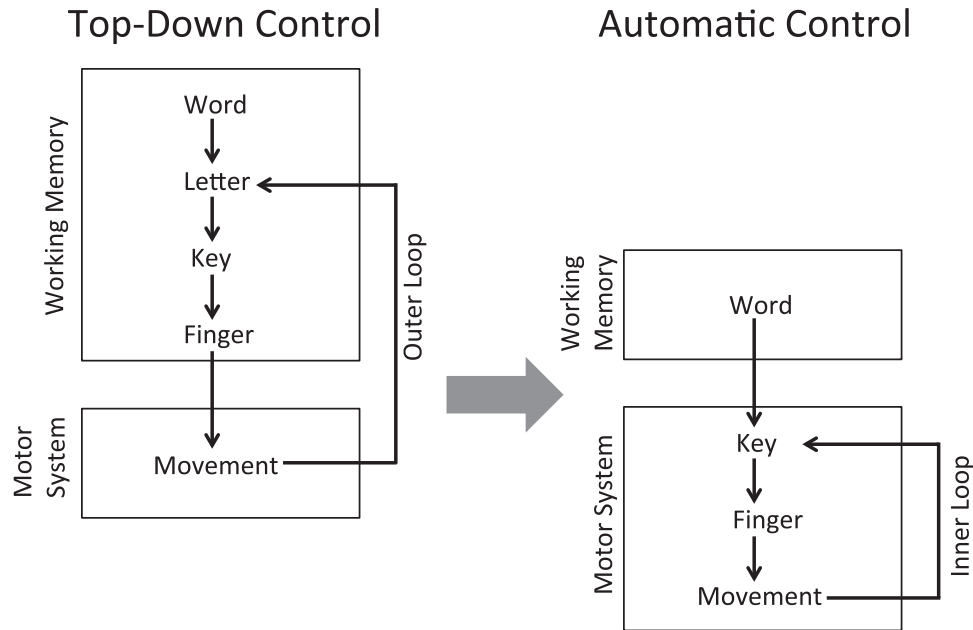 Top-Down Control
Working Memory
Word
Letter
Key
Finger
Outer Loop
Motor
System
Movement
Automatic Control
Working
Memory
Word
Motor System
Key
Finger
Movement
Inner Loop